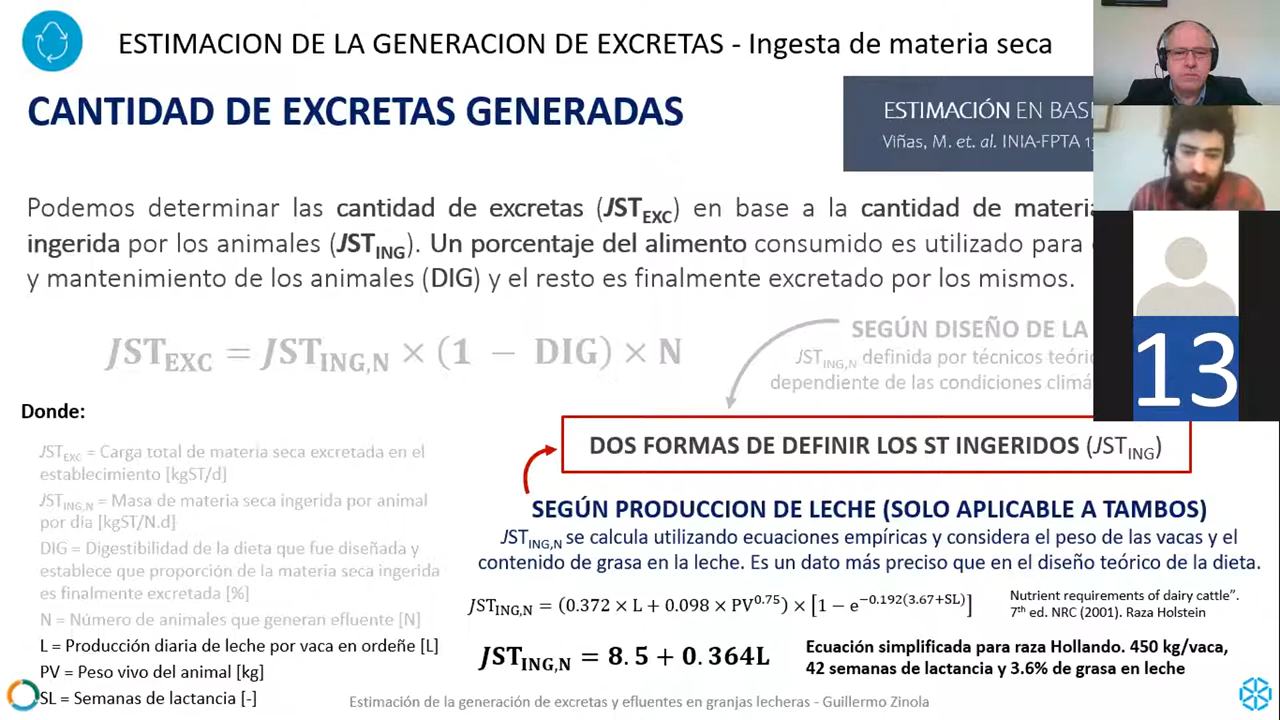 ESTIMACION DE LA GENERACION DE EXCRETAS - Ingesta de materia seca
CANTIDAD DE EXCRETAS GENERADAS
ESTIMACIÓN EN BAS
Viñas, M. et. al. INIA-FPTA
Podemos determinar las cantidad de excretas (JST_EXC) en base a la cantidad de materi
ingerida por los animales (JST_ING). Un porcentaje del alimento consumido es utilizado para
y mantenimiento de los animales (DIG) y el resto es finalmente excretado por los mismos.
JST_EXC = JST_ING,N × (1 − DIG) × N
SEGÚN DISEÑO DE LA
JST_ING,N definida por técnicos teóri
dependiente de las condiciones climá
13
Donde:
JST_EXC = Carga total de materia seca excretada en el
establecimiento [kgST/d]
JST_ING,N = Masa de materia seca ingerida por animal
por día [kgST/N.d]
DIG = Digestibilidad de la dieta que fue diseñada y
establece que proporción de la materia seca ingerida
es finalmente excretada [%]
N = Número de animales que generan efluente [N]
L = Producción diaria de leche por vaca en ordeñe [L]
PV = Peso vivo del animal [kg]
SL = Semanas de lactancia [-]
DOS FORMAS DE DEFINIR LOS ST INGERIDOS (JST_ING)
SEGÚN PRODUCCION DE LECHE (SOLO APLICABLE A TAMBOS)
JST_ING,N se calcula utilizando ecuaciones empíricas y considera el peso de las vacas y el
contenido de grasa en la leche. Es un dato más preciso que en el diseño teórico de la dieta.
JST_ING,N = (0.372 × L + 0.098 × PV^0.75) × [1 − e^−0.192(3.67+SL)]
Nutrient requirements of dairy cattle”.
7th ed. NRC (2001). Raza Holstein
JST_ING,N = 8.5 + 0.364L
Ecuación simplificada para raza Hollando. 450 kg/vaca,
42 semanas de lactancia y 3.6% de grasa en leche
Estimación de la generación de excretas y efluentes en granjas lecheras - Guillermo Zinola